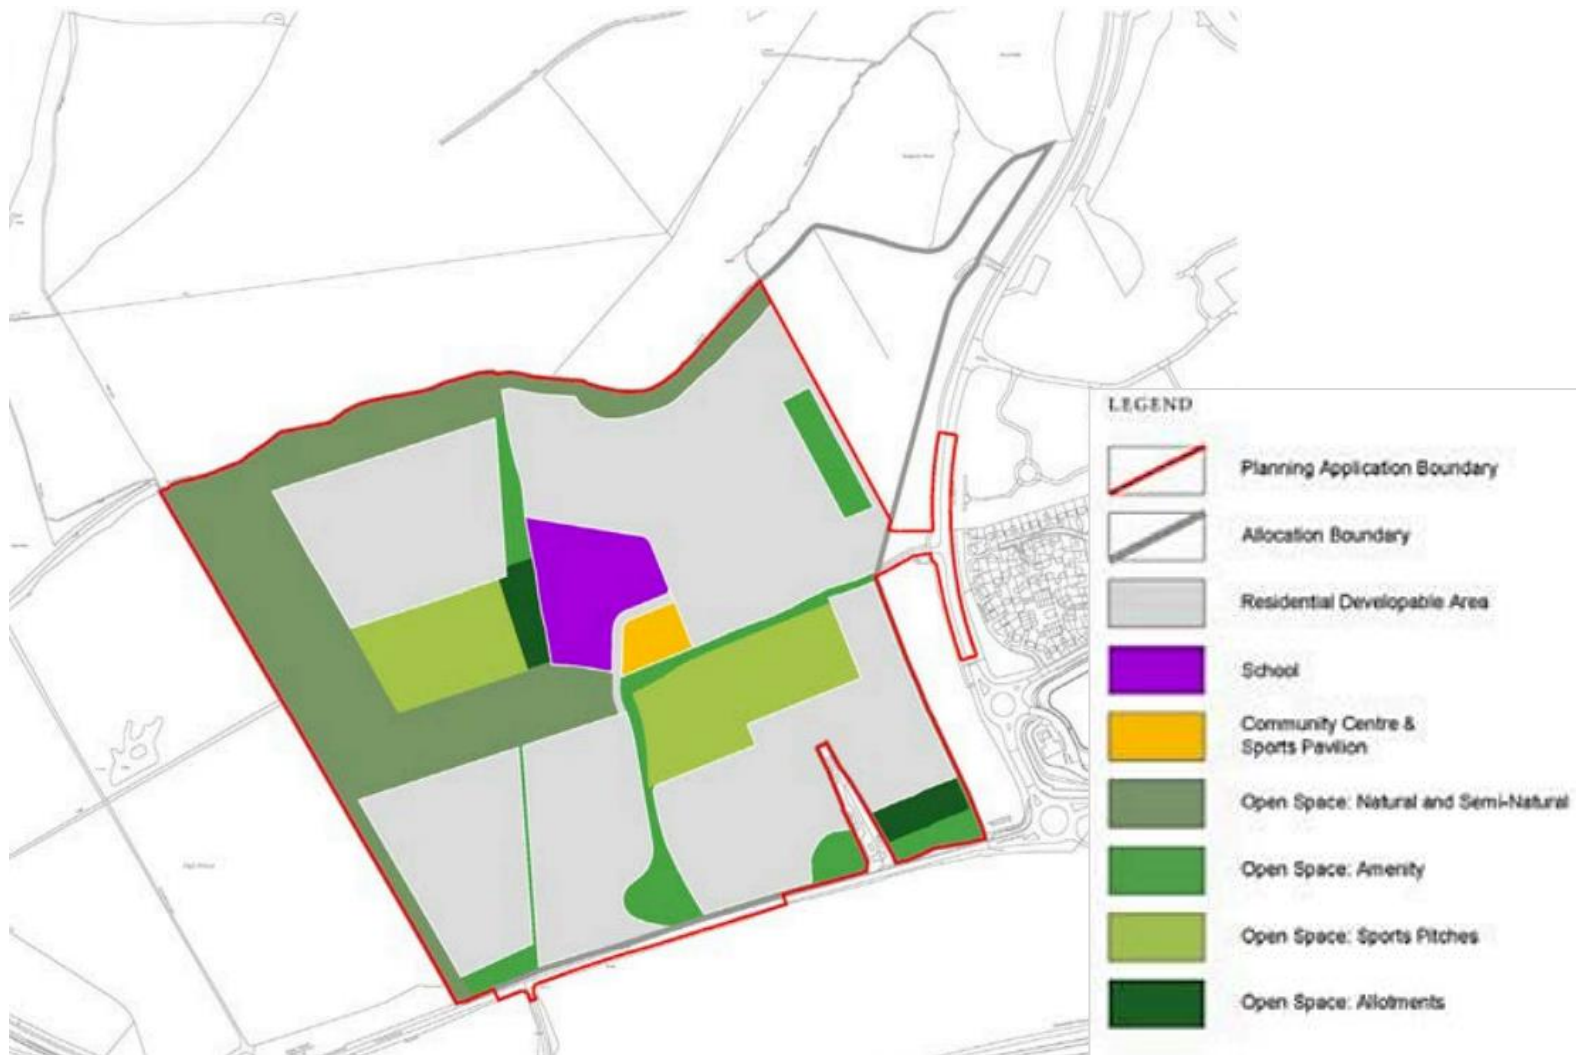 LEGEND
Planning Application Boundary
Allocation Boundary
Residential Developable Area
School
Community Centre &
Sports Pavilion
Open Space: Natural and Semi-Natural
Open Space: Amenity
Open Space: Sports Pitches
Open Space: Allotments